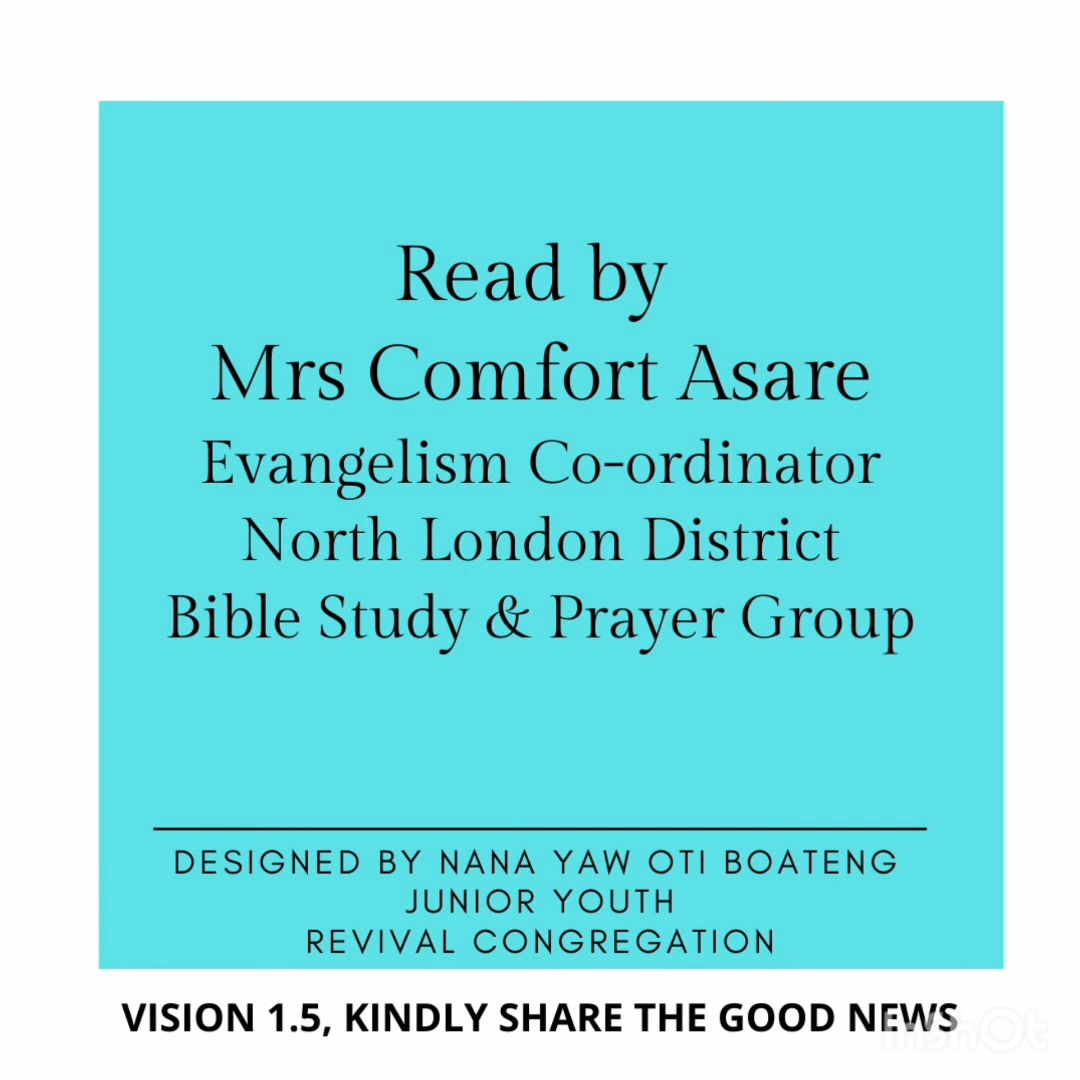 Read by
Mrs Comfort Asare
Evangelism Co-ordinator
North London District
Bible Study & Prayer Group
DESIGNED BY NANA YAW OTI BOATENG
JUNIOR YOUTH
REVIVAL CONGREGATION
VISION 1.5, KINDLY SHARE THE GOOD NEWS
InShOt